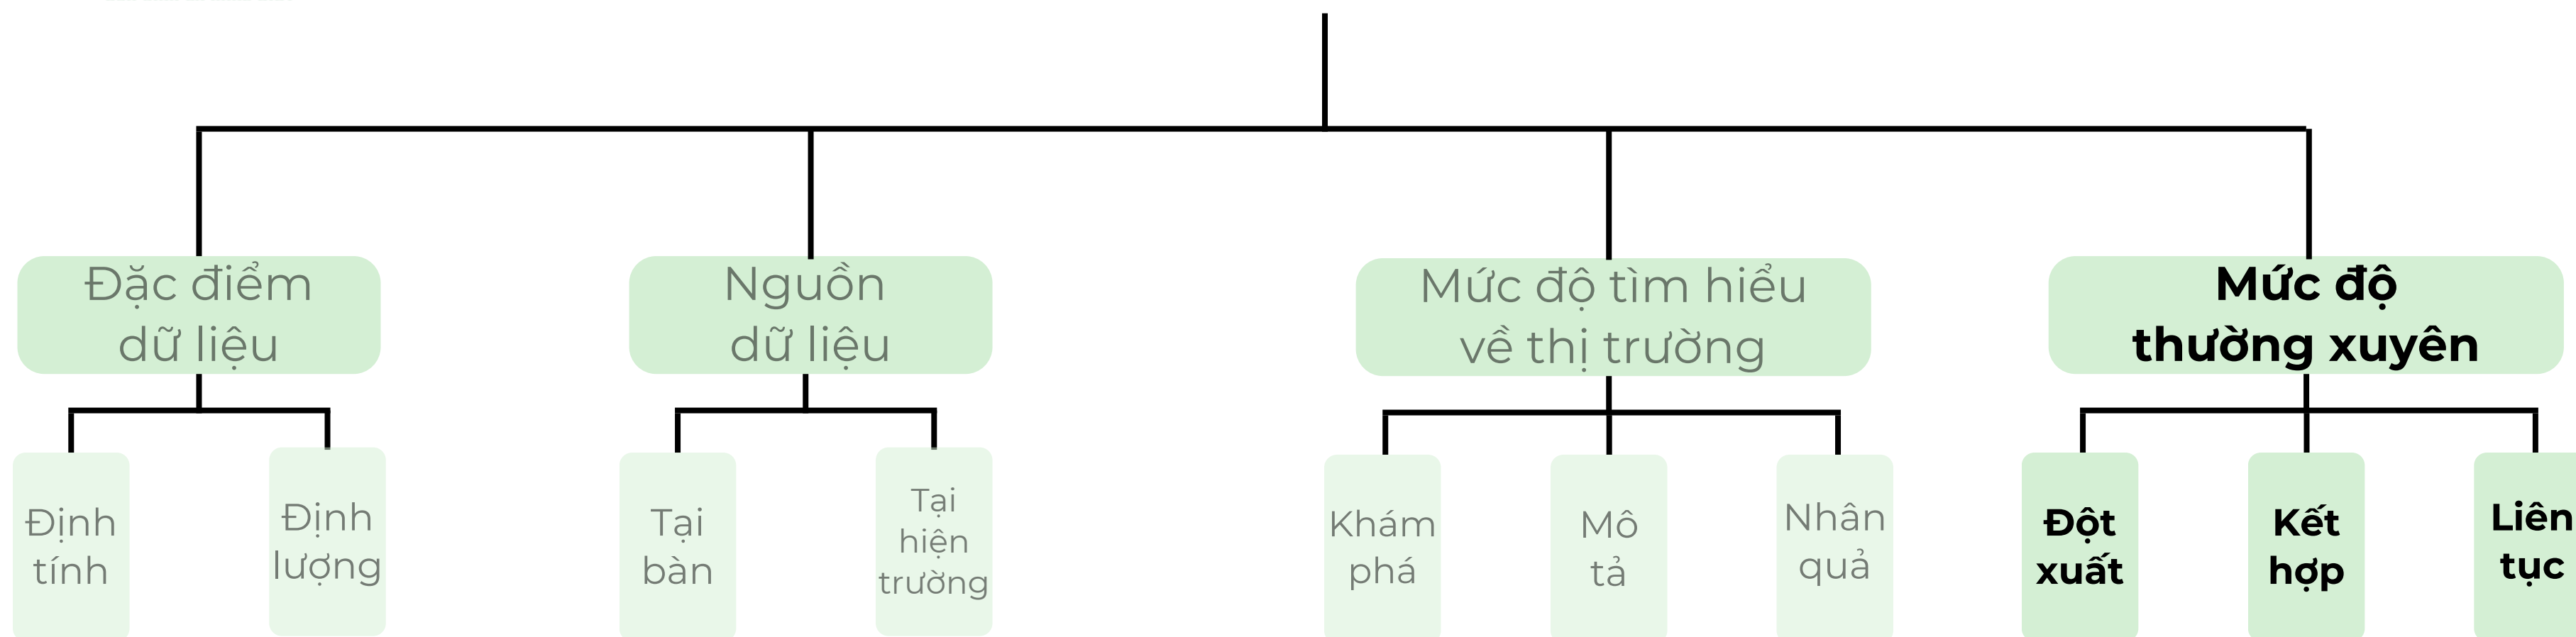 Đặc điểm
dữ liệu
Nguồn
dữ liệu
Mức độ tìm hiểu
về thị trường
Mức độ
thường xuyên
Định
tính
Định
lượng
Tại
bàn
Tại
hiện
trường
Khám
phá
Mô
tả
Nhân
quả
Đột
xuất
Kết
hợp
Liên
tục